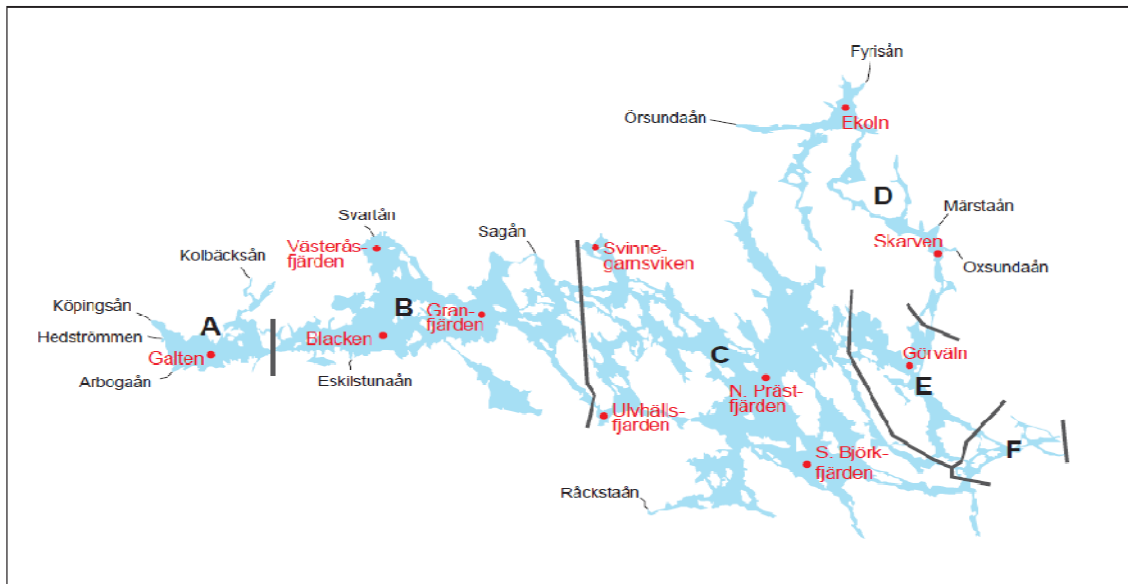 Fyrisån
Örsundaån
Ekoln
D
Märstaån
Svartån
Sagån
Skarven
Västerås-
fjärden
Svinne-
garnsviken
Kolbäcksån
Oxsundaån
Köpingsån
A
B
Gran-
fjärden
Hedströmmen
Blacken
C
Görväln
Galten
E
Arbogaån
Eskilstunaån
N. Präst-
fjärden
Ulvhälls-
fjärden
F
S. Björk-
fjärden
Råckstaån